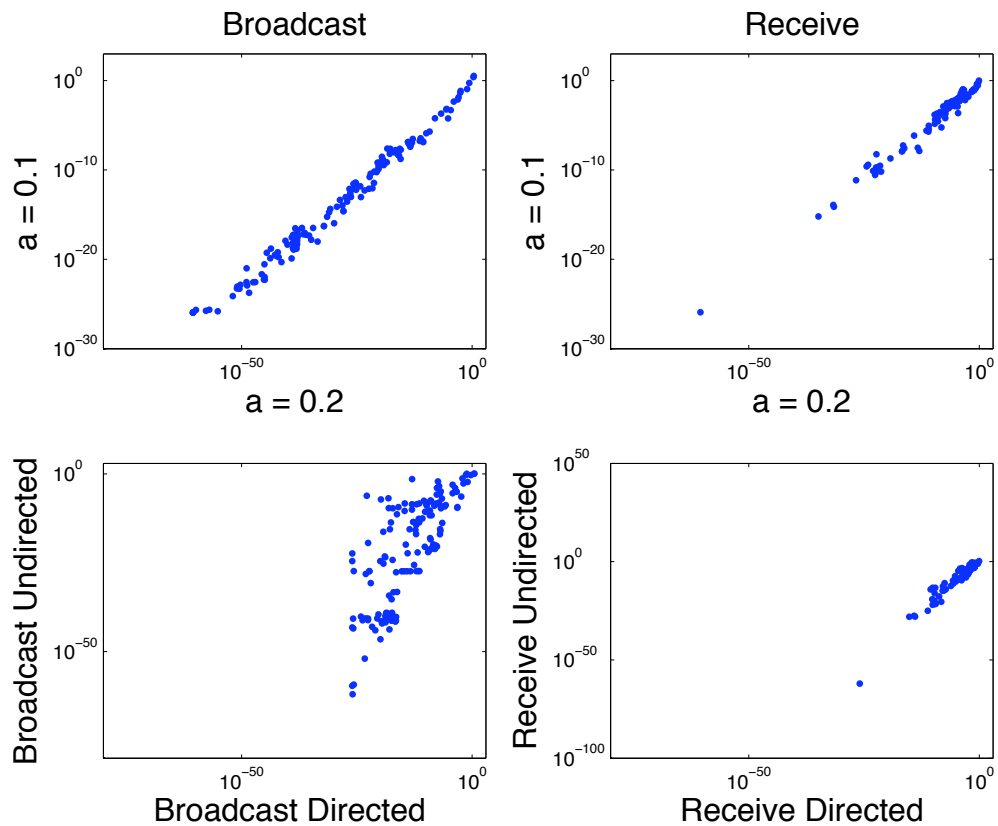 Broadcast
10^0
10^−10
10^−20
10^−30
a = 0.1
10^−50
10^0
a = 0.2
Receive
10^0
10^−10
10^−20
10^−30
a = 0.1
10^−50
10^0
a = 0.2
10^0
10^−50
Broadcast Undirected
10^−50
10^0
Broadcast Directed
10^50
10^0
10^−50
10^−100
Receive Undirected
10^−50
10^0
Receive Directed